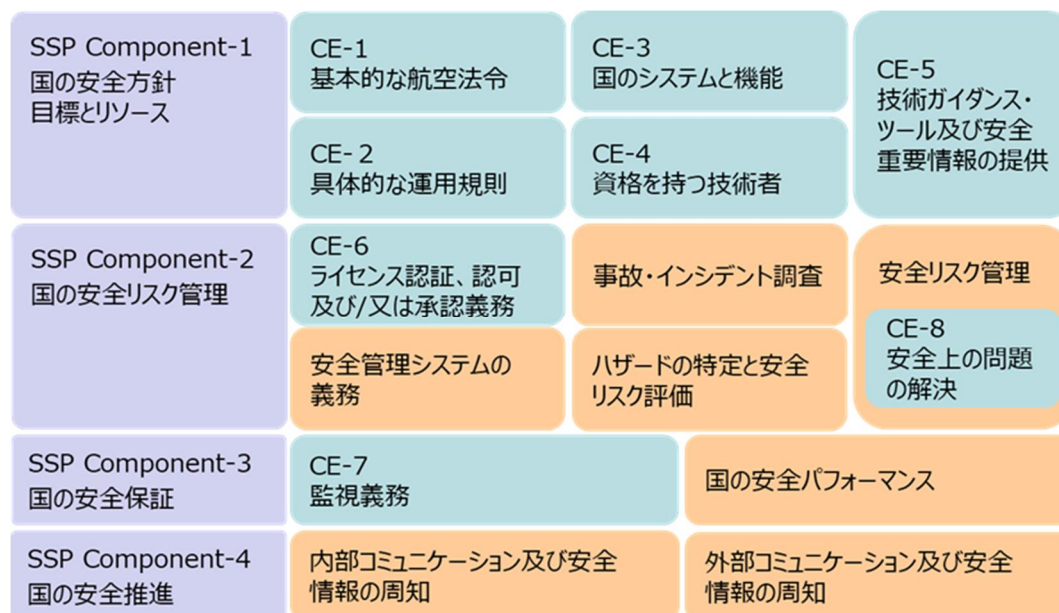 SSP Component-1
国の安全方針
目標とリソース
CE-1
基本的な航空法令
CE-3
国のシステムと機能
CE-5
技術ガイダンス・
ツール及び安全
重要情報の提供
CE-２
具体的な運用規則
CE-4
資格を持つ技術者
SSP Component-2
国の安全リスク管理
CE-6
ライセンス認証、認可
及び/又は承認義務
事故・インシデント調査
安全リスク管理
CE-8
安全上の問題
の解決
安全管理システムの
義務
ハザードの特定と安全
リスク評価
SSP Component-3
国の安全保証
CE-7
監視義務
国の安全パフォーマンス
SSP Component-4
国の安全推進
内部コミュニケーション及び安全
情報の周知
外部コミュニケーション及び安全
情報の周知